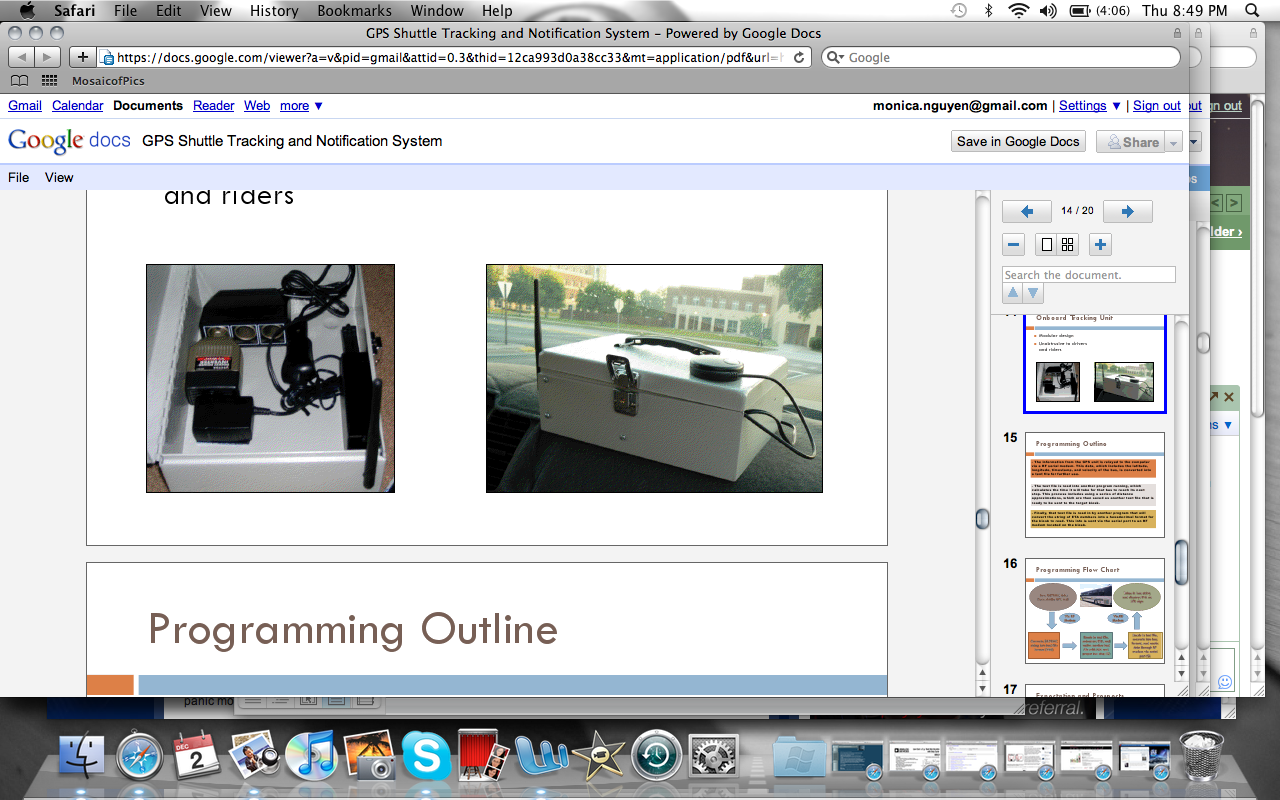 Safari File Edit View History Bookmarks Window Help (4:06) Thu 8:49 PM
GPS Shuttle Tracking and Notification System – Powered by Google Docs
https://docs.google.com/viewer?a=v&pid=gmail&attid=0.3&thid=12ca993d0a38cc33&mt=application/pdf&url=h Google
MosaicofPics
Gmail Calendar Documents Reader Web more ▼ monica.nguyen@gmail.com | Settings ▼ | Sign out
Google docs GPS Shuttle Tracking and Notification System Save in Google Docs Share
File View
and riders
14 / 20
Search the document.
Onboard Tracking Unit
Modular design
Unobtrusive to drivers
and riders
15
Programming Outline
16
Programming Flow Chart
17
Programming Outline
panic mo
referral.
DEC
2